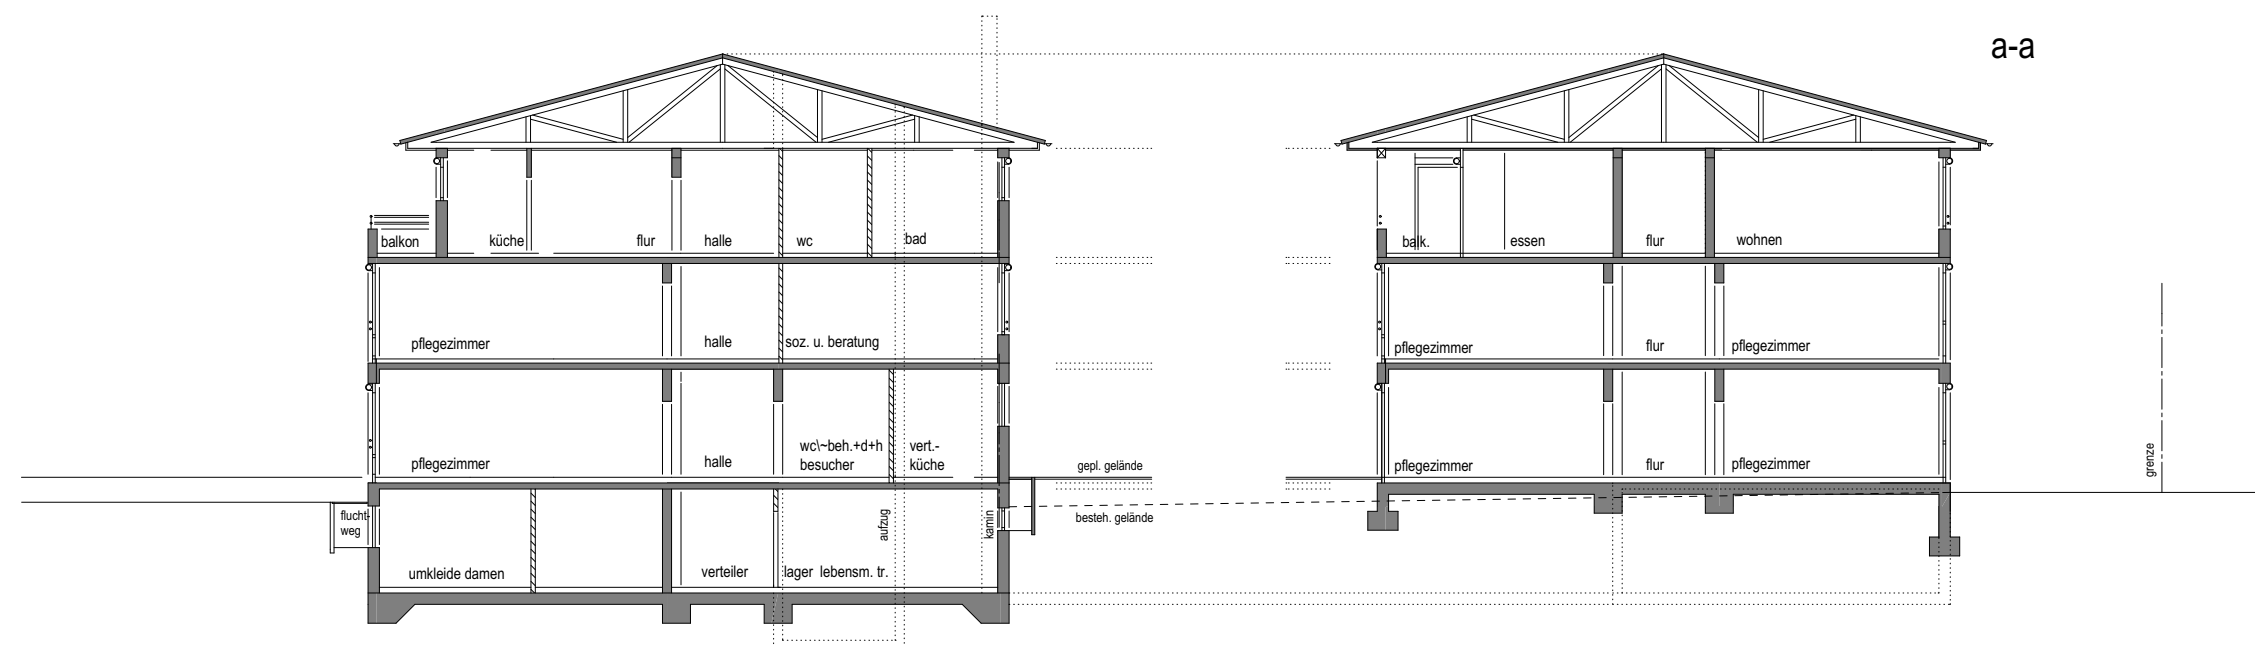 a-a
balkon
küche
flur
halle
wc
bad
balk.
essen
flur
wohnen
pflegezimmer
halle
soz. u. beratung
pflegezimmer
flur
pflegezimmer
pflegezimmer
halle
wc\~beh.+d+h
besucher
vert.-
küche
gepl. gelände
pflegezimmer
flur
pflegezimmer
grenze
flucht-
weg
aufzug
kamin
besteh. gelände
umkleide damen
verteiler
lager lebensm. tr.